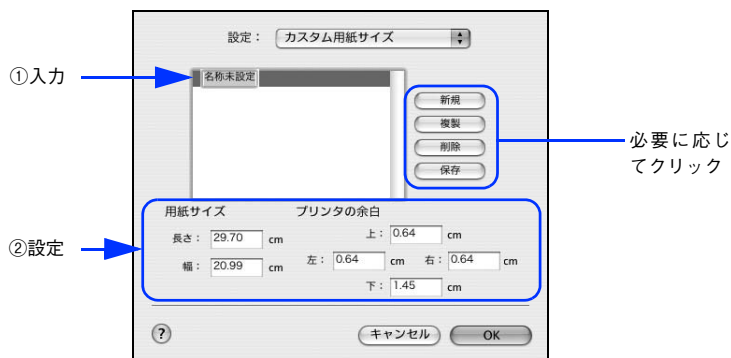 設定： カスタム用紙サイズ
①入力
名称未設定
新規
複製
削除
保存
必要に応じ
てクリック
用紙サイズ プリンタの余白
②設定
長さ： 29.70 cm
幅： 20.99 cm
上： 0.64 cm
左： 0.64 cm 右： 0.64 cm
下： 1.45 cm
? キャンセル OK